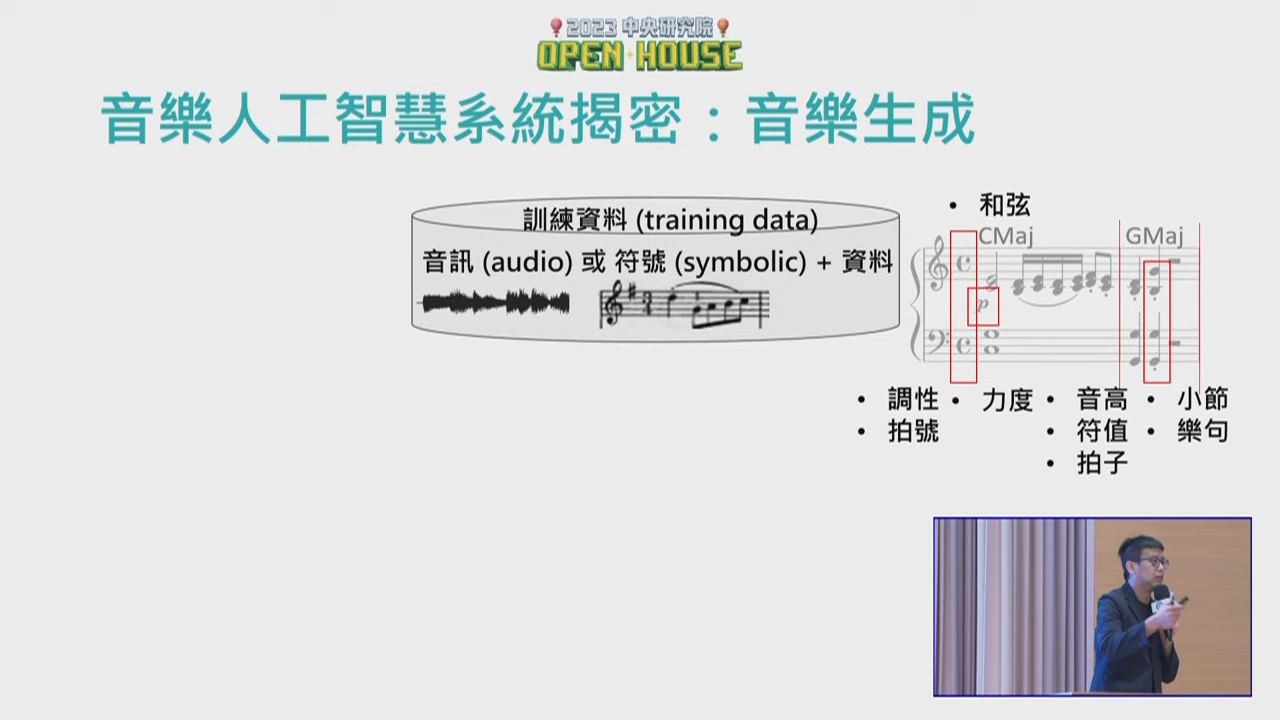 2023 中央研究院
OPEN HOUSE
音樂人工智慧系統揭密：音樂生成
訓練資料 (training data)
音訊 (audio) 或 符號 (symbolic) + 資料
• 和弦
CMaj GMaj
p
• 調性
• 拍號
• 力度
• 音高
• 符值
• 拍子
• 小節
• 樂句